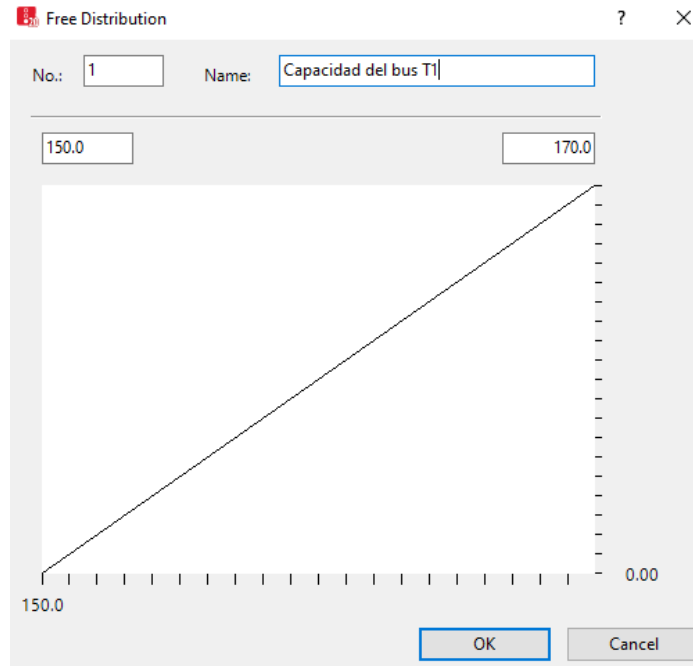 Free Distribution ? X
No.: 1 Name: Capacidad del bus T1
150.0 170.0
0.00
150.0
OK Cancel